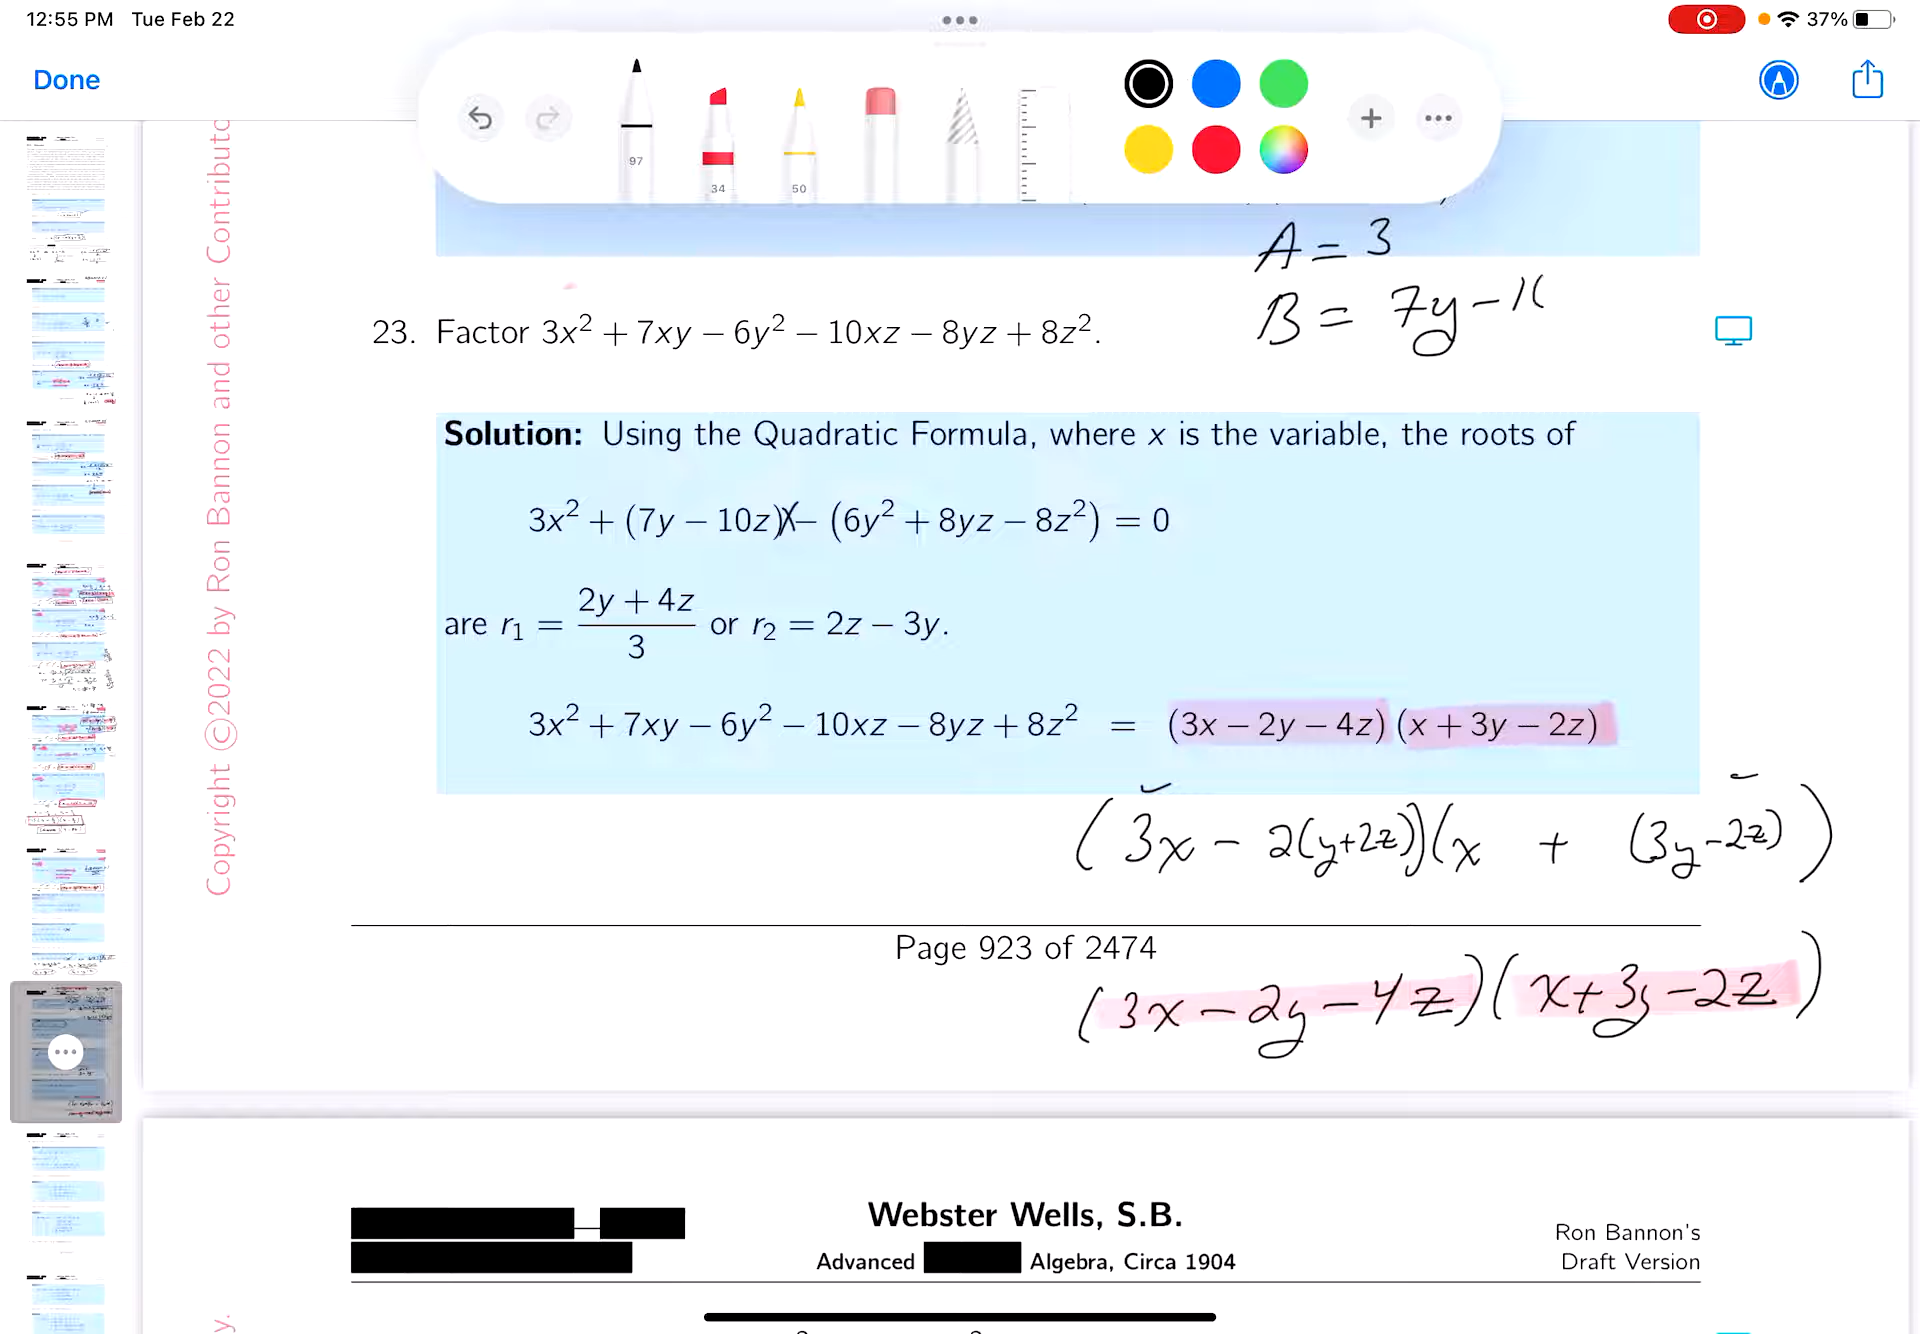 12:55 PM Tue Feb 22
37%
Done
97
34
50
A = 3
B = 7y - 1(
23. Factor 3x² + 7xy − 6y² − 10xz − 8yz + 8z².
Solution: Using the Quadratic Formula, where x is the variable, the roots of
3x² + (7y − 10z)x − (6y² + 8yz − 8z²) = 0
are r₁ = (2y + 4z)/3 or r₂ = 2z − 3y.
3x² + 7xy − 6y² − 10xz − 8yz + 8z² = (3x − 2y − 4z) (x + 3y − 2z)
(3x - 2(y+2z))(x + (3y-2z))
Page 923 of 2474
(3x - 2y - 4z)(x+3y-2z)
Copyright ©2022 by Ron Bannon and other Contributo
Webster Wells, S.B.
Advanced Algebra, Circa 1904
Ron Bannon's
Draft Version
y.